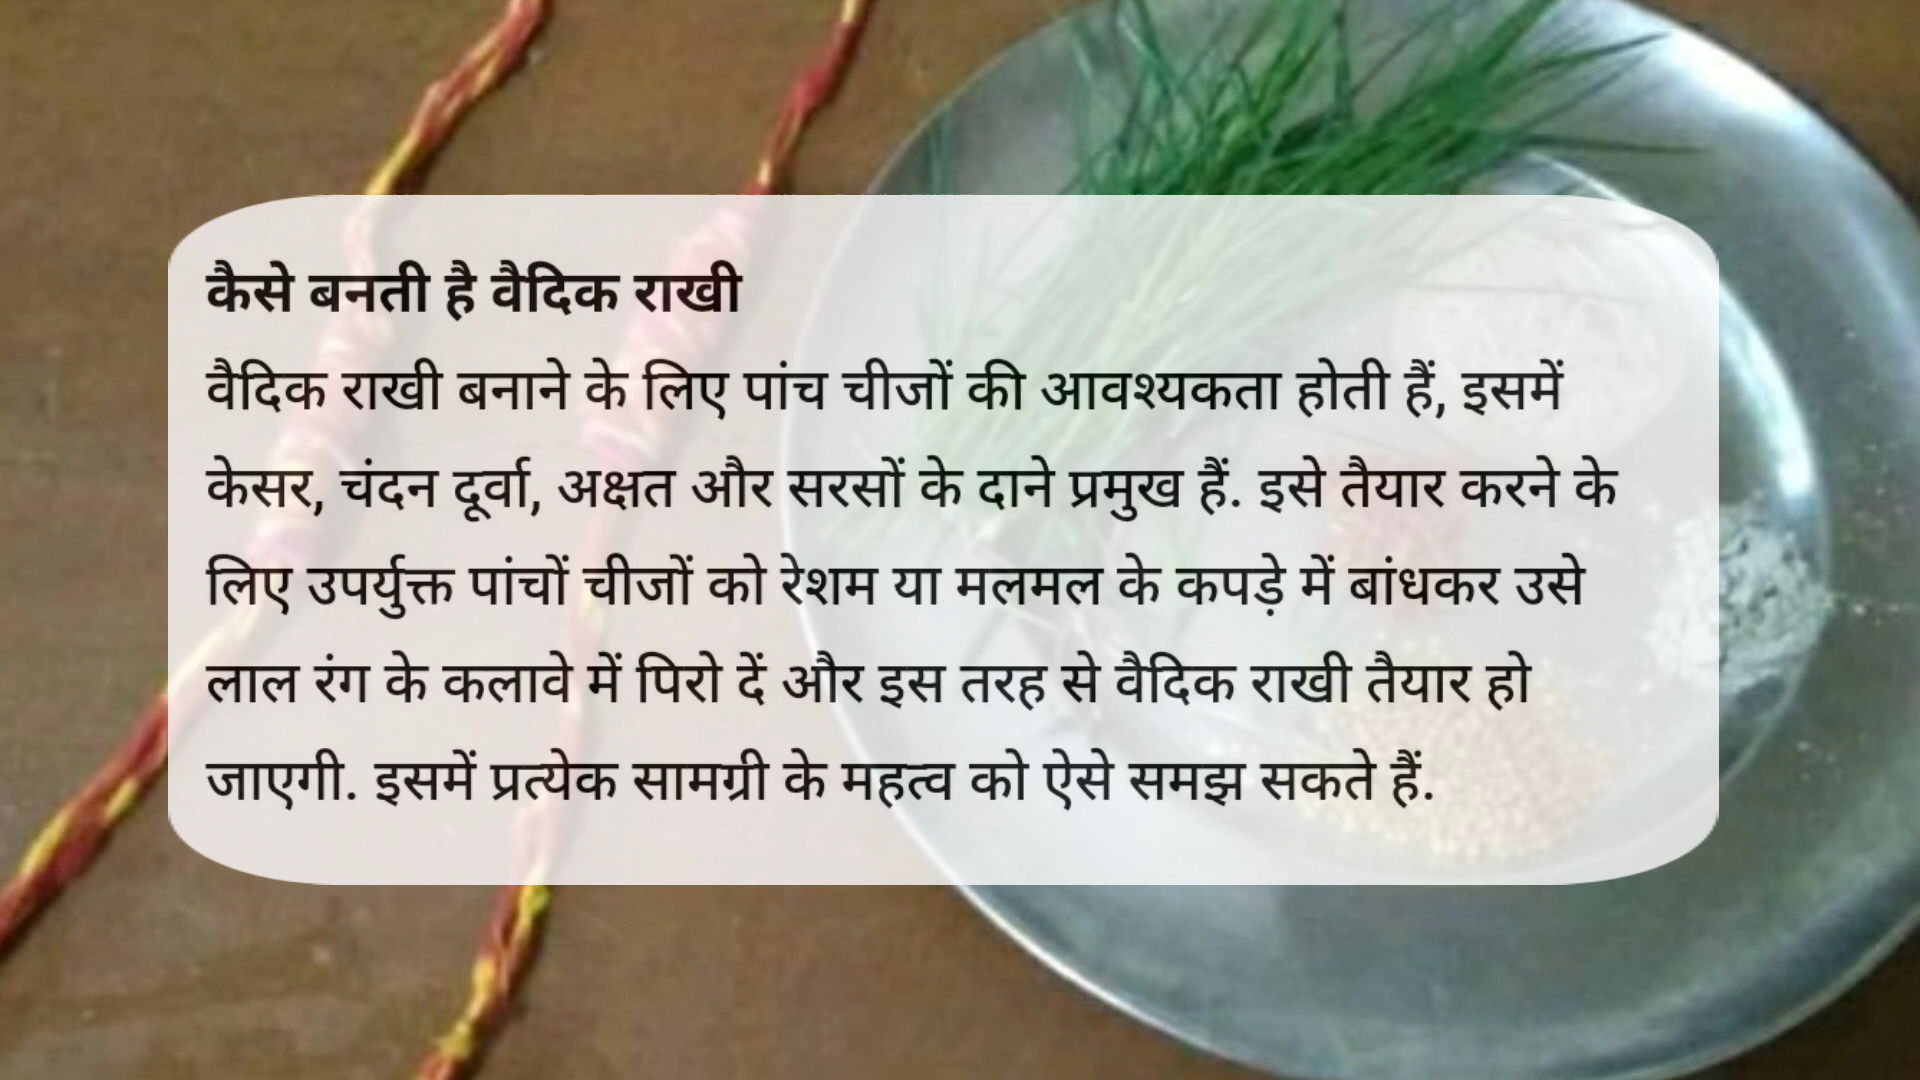 कैसे बनती है वैदिक राखी
वैदिक राखी बनाने के लिए पांच चीजों की आवश्यकता होती हैं, इसमें
केसर, चंदन दूर्वा, अक्षत और सरसों के दाने प्रमुख हैं. इसे तैयार करने के
लिए उपर्युक्त पांचों चीजों को रेशम या मलमल के कपड़े में बांधकर उसे
लाल रंग के कलावे में पिरो दें और इस तरह से वैदिक राखी तैयार हो
जाएगी. इसमें प्रत्येक सामग्री के महत्व को ऐसे समझ सकते हैं.